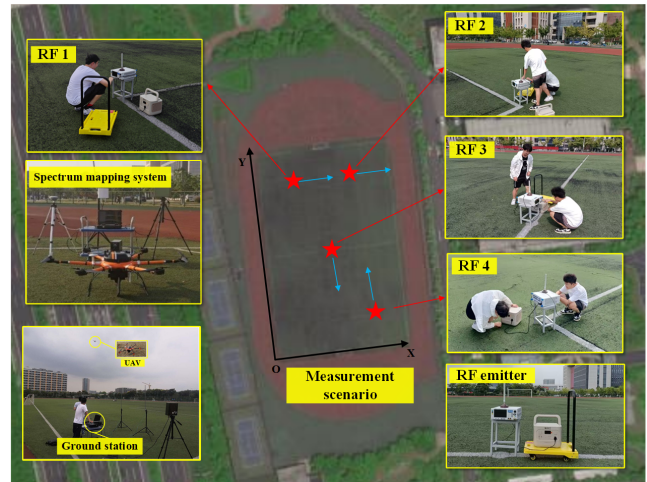 RF 1
RF 2
RF 3
Spectrum mapping system
Y
RF 4
UAV
Ground station
O
X
Measurement
scenario
RF emitter